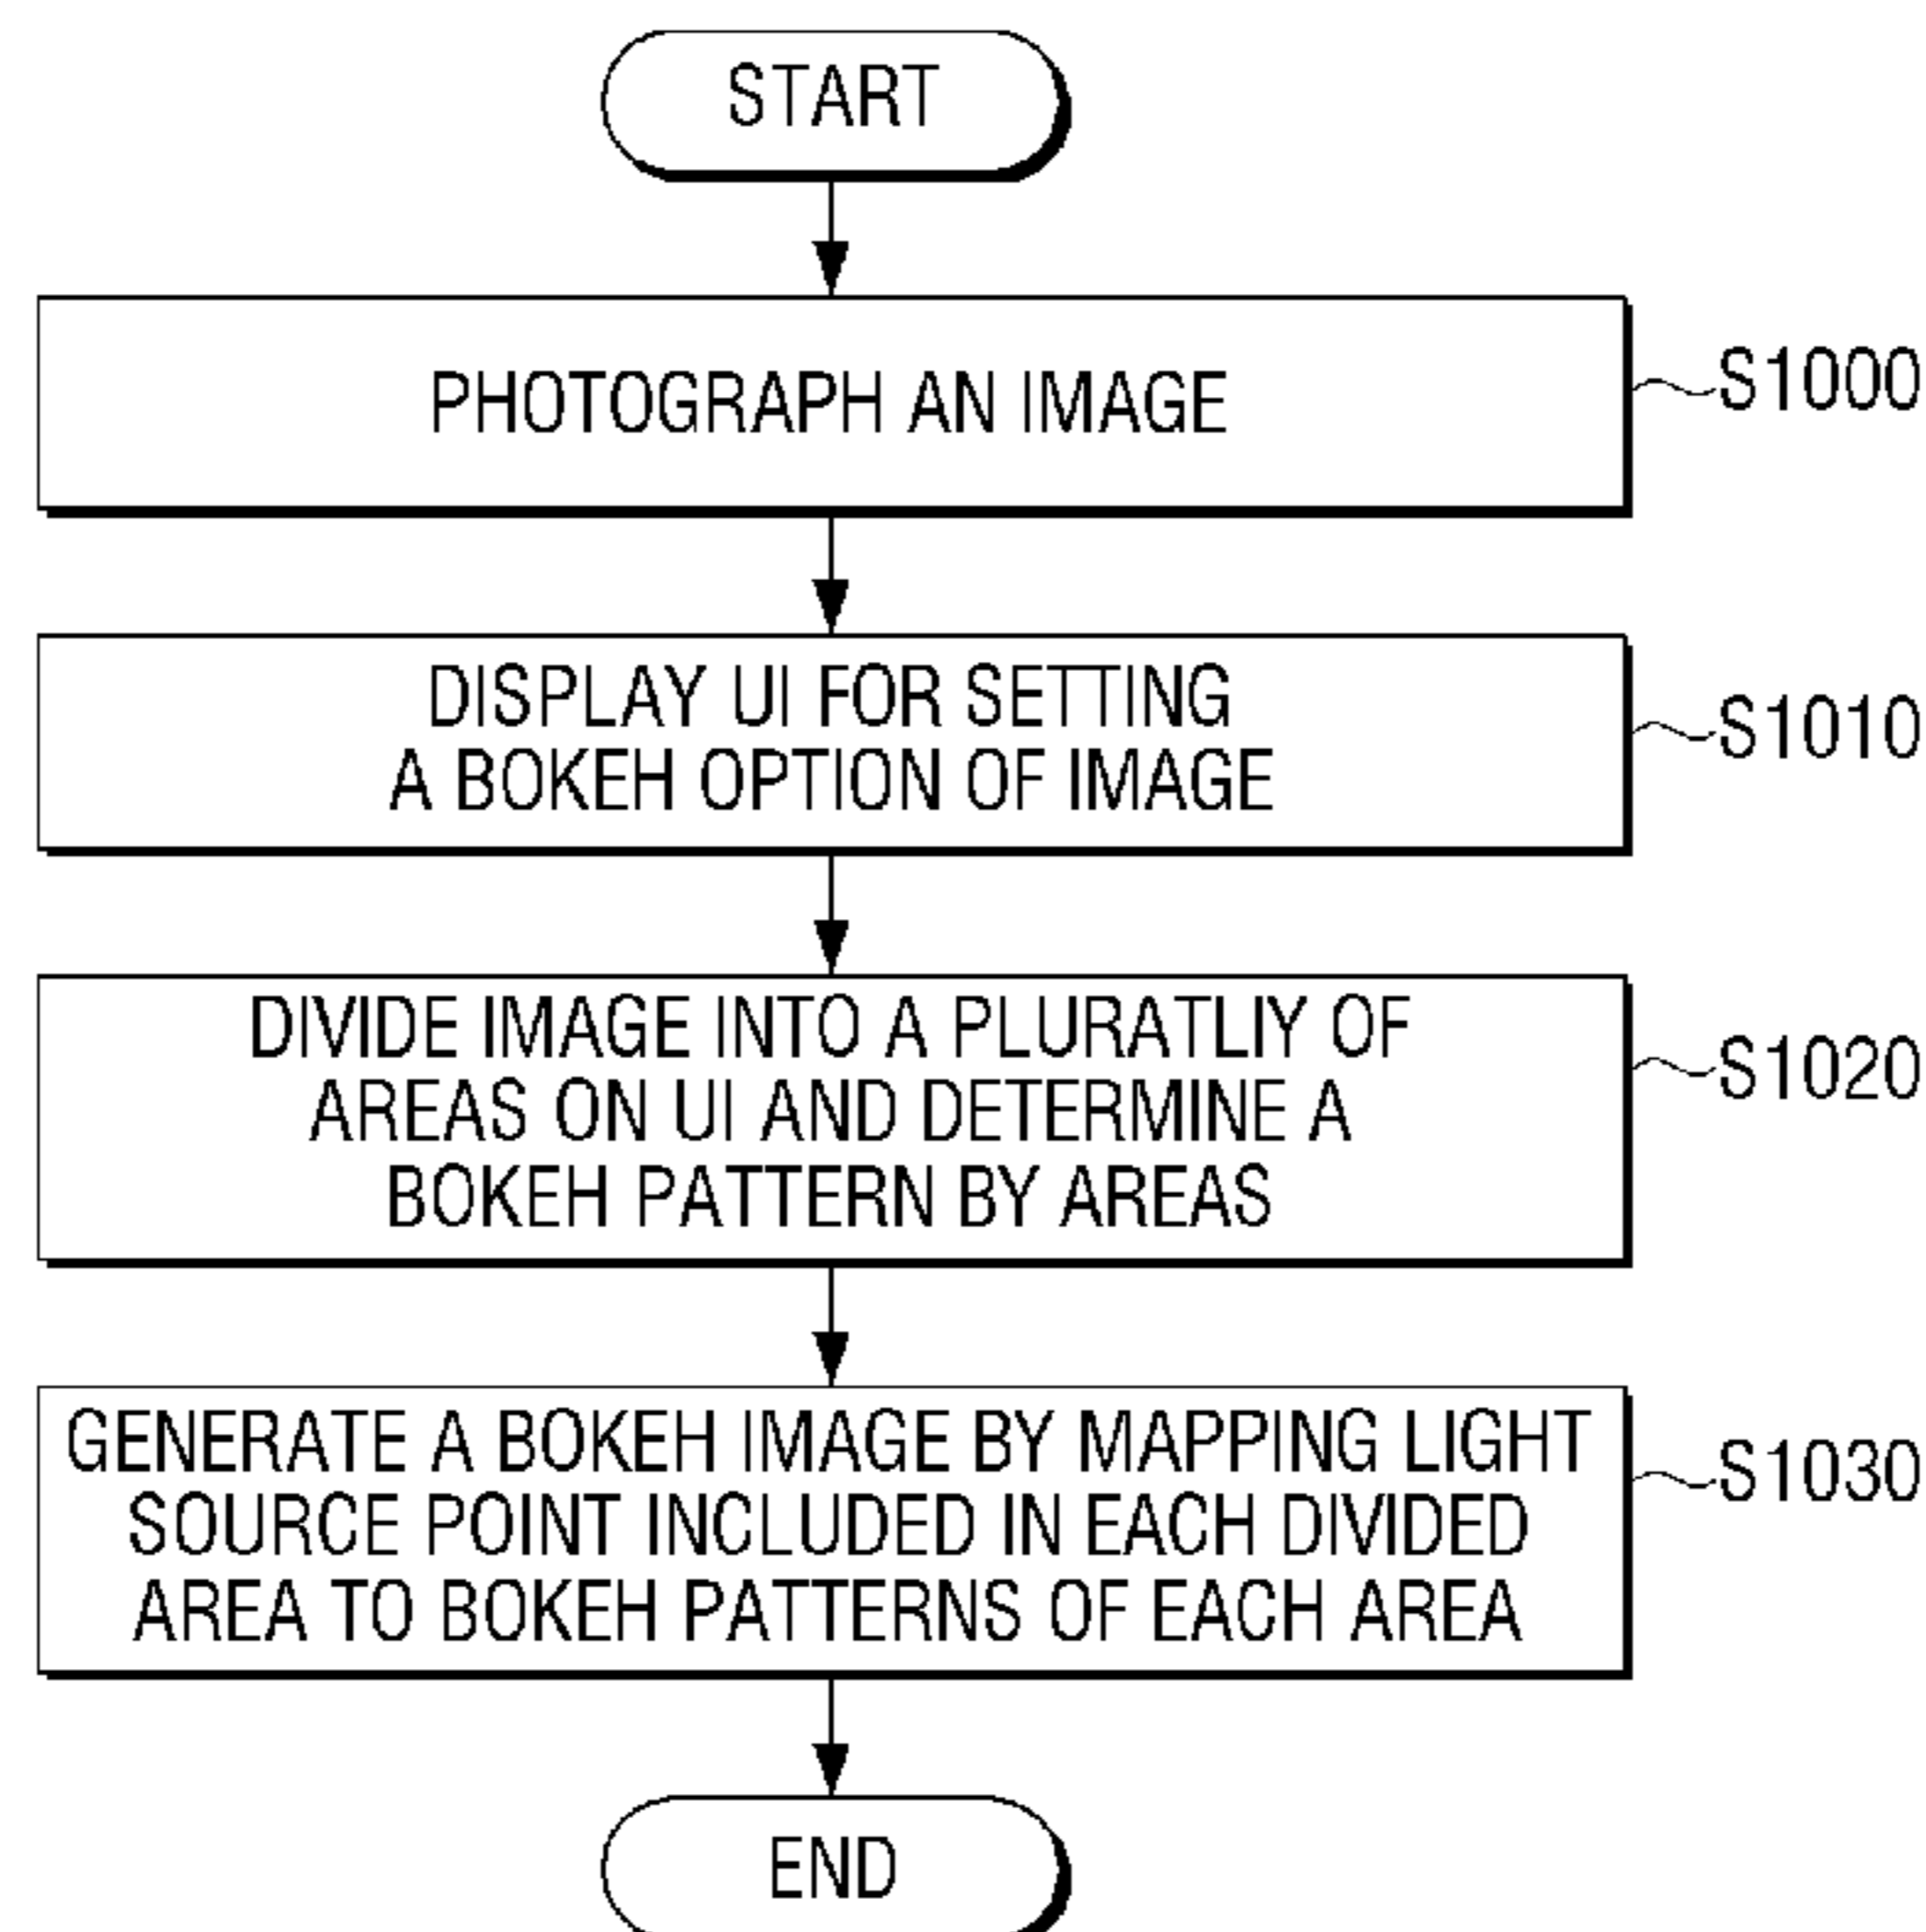 START
PHOTOGRAPH AN IMAGE
S1000
DISPLAY UI FOR SETTING
A BOKEH OPTION OF IMAGE
S1010
DIVIDE IMAGE INTO A PLURATLIY OF
AREAS ON UI AND DETERMINE A
BOKEH PATTERN BY AREAS
S1020
GENERATE A BOKEH IMAGE BY MAPPING LIGHT
SOURCE POINT INCLUDED IN EACH DIVIDED
AREA TO BOKEH PATTERNS OF EACH AREA
S1030
END